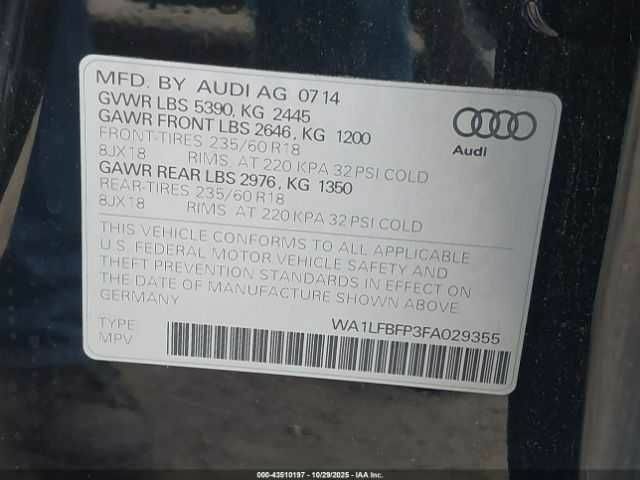 MFD. BY AUDI AG 0714
GVWR LBS 5390, KG 2445
GAWR FRONT LBS 2646, KG 1200
FRONT-TIRES 235/60 R18
8JX18 RIMS. AT 220 KPA 32 PSI COLD
GAWR REAR LBS 2976, KG 1350
REAR-TIRES 235/60 R18
8JX18 RIMS AT 220 KPA 32 PSI COLD
Audi
THIS VEHICLE CONFORMS TO ALL APPLICABLE
U.S. FEDERAL MOTOR VEHICLE SAFETY AND
THEFT PREVENTION STANDARDS IN EFFECT ON
THE DATE OF MANUFACTURE SHOWN ABOVE.
GERMANY
WA1LFBFP3FA029355
TYPE:
MPV
000-43510197 - 10/29/2025 - IAAI INC.